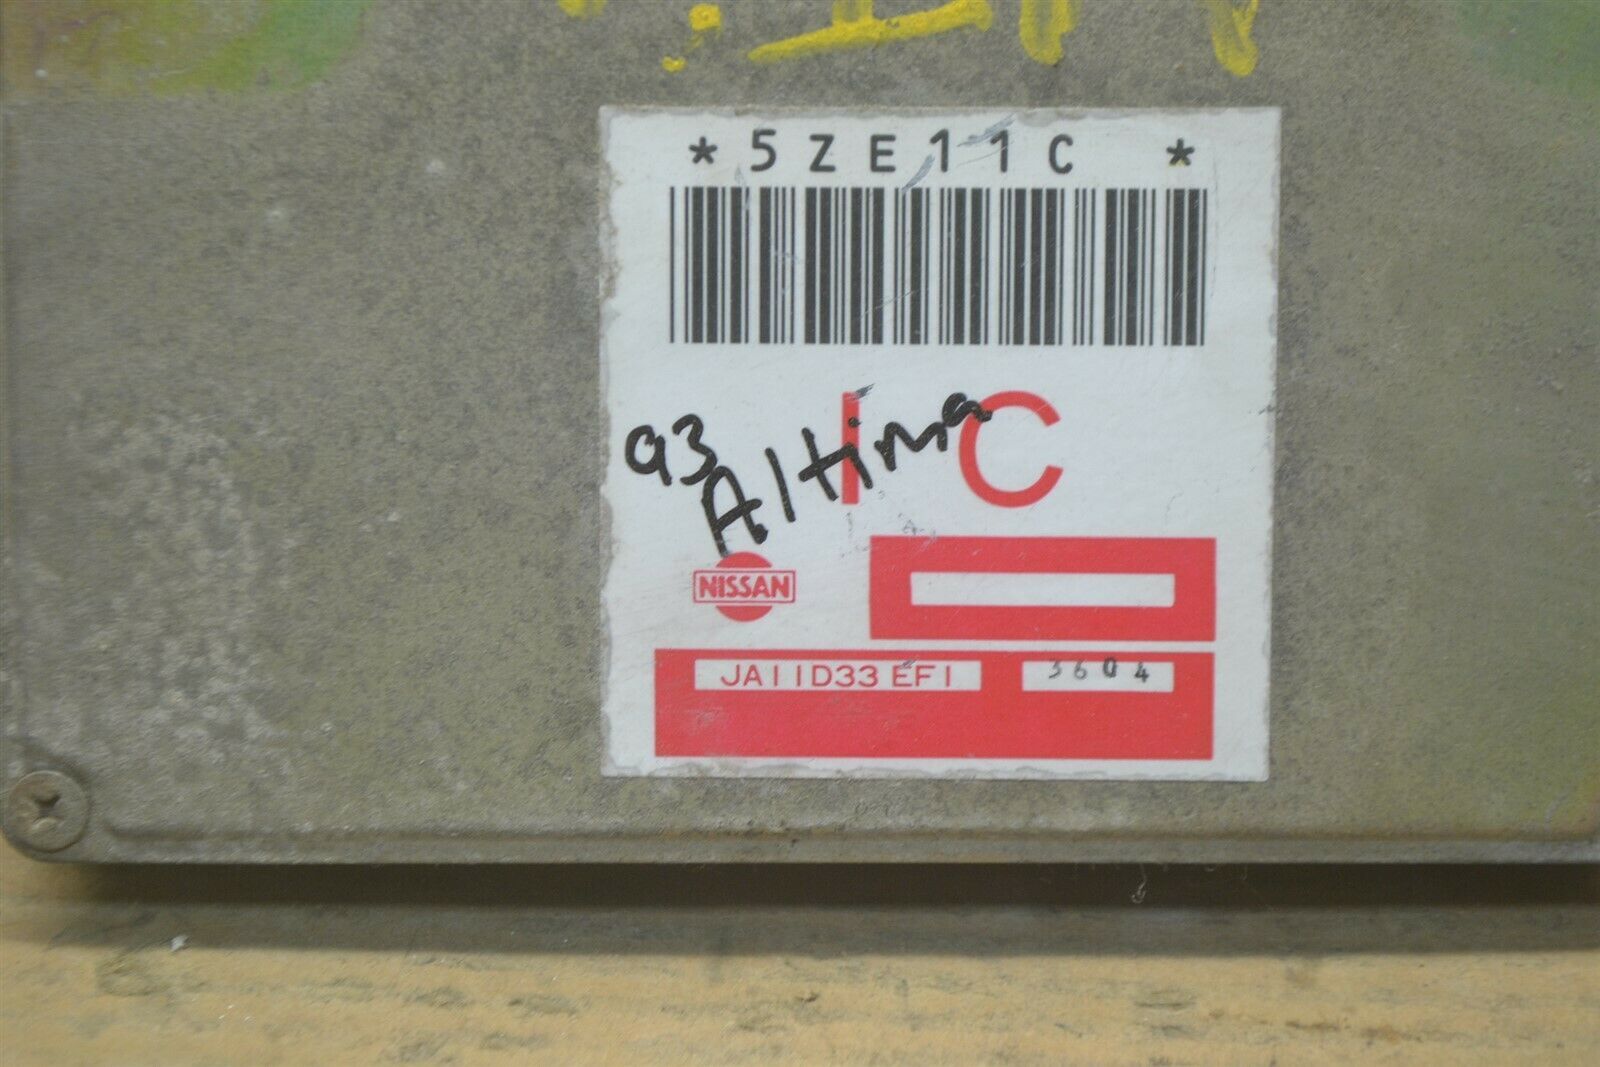 *5ZE11C *
I C
93
Altima
NISSAN
JA11D33 EF1 3604